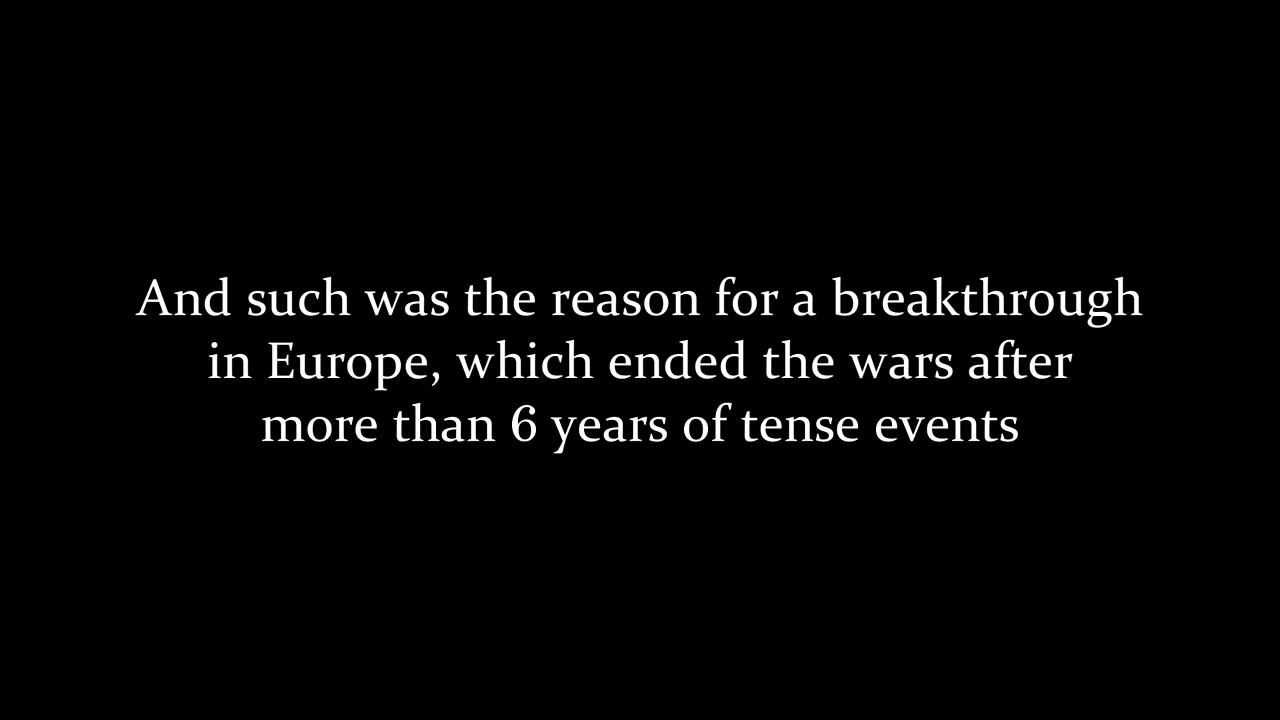 And such was the reason for a breakthrough
in Europe, which ended the wars after
more than 6 years of tense events